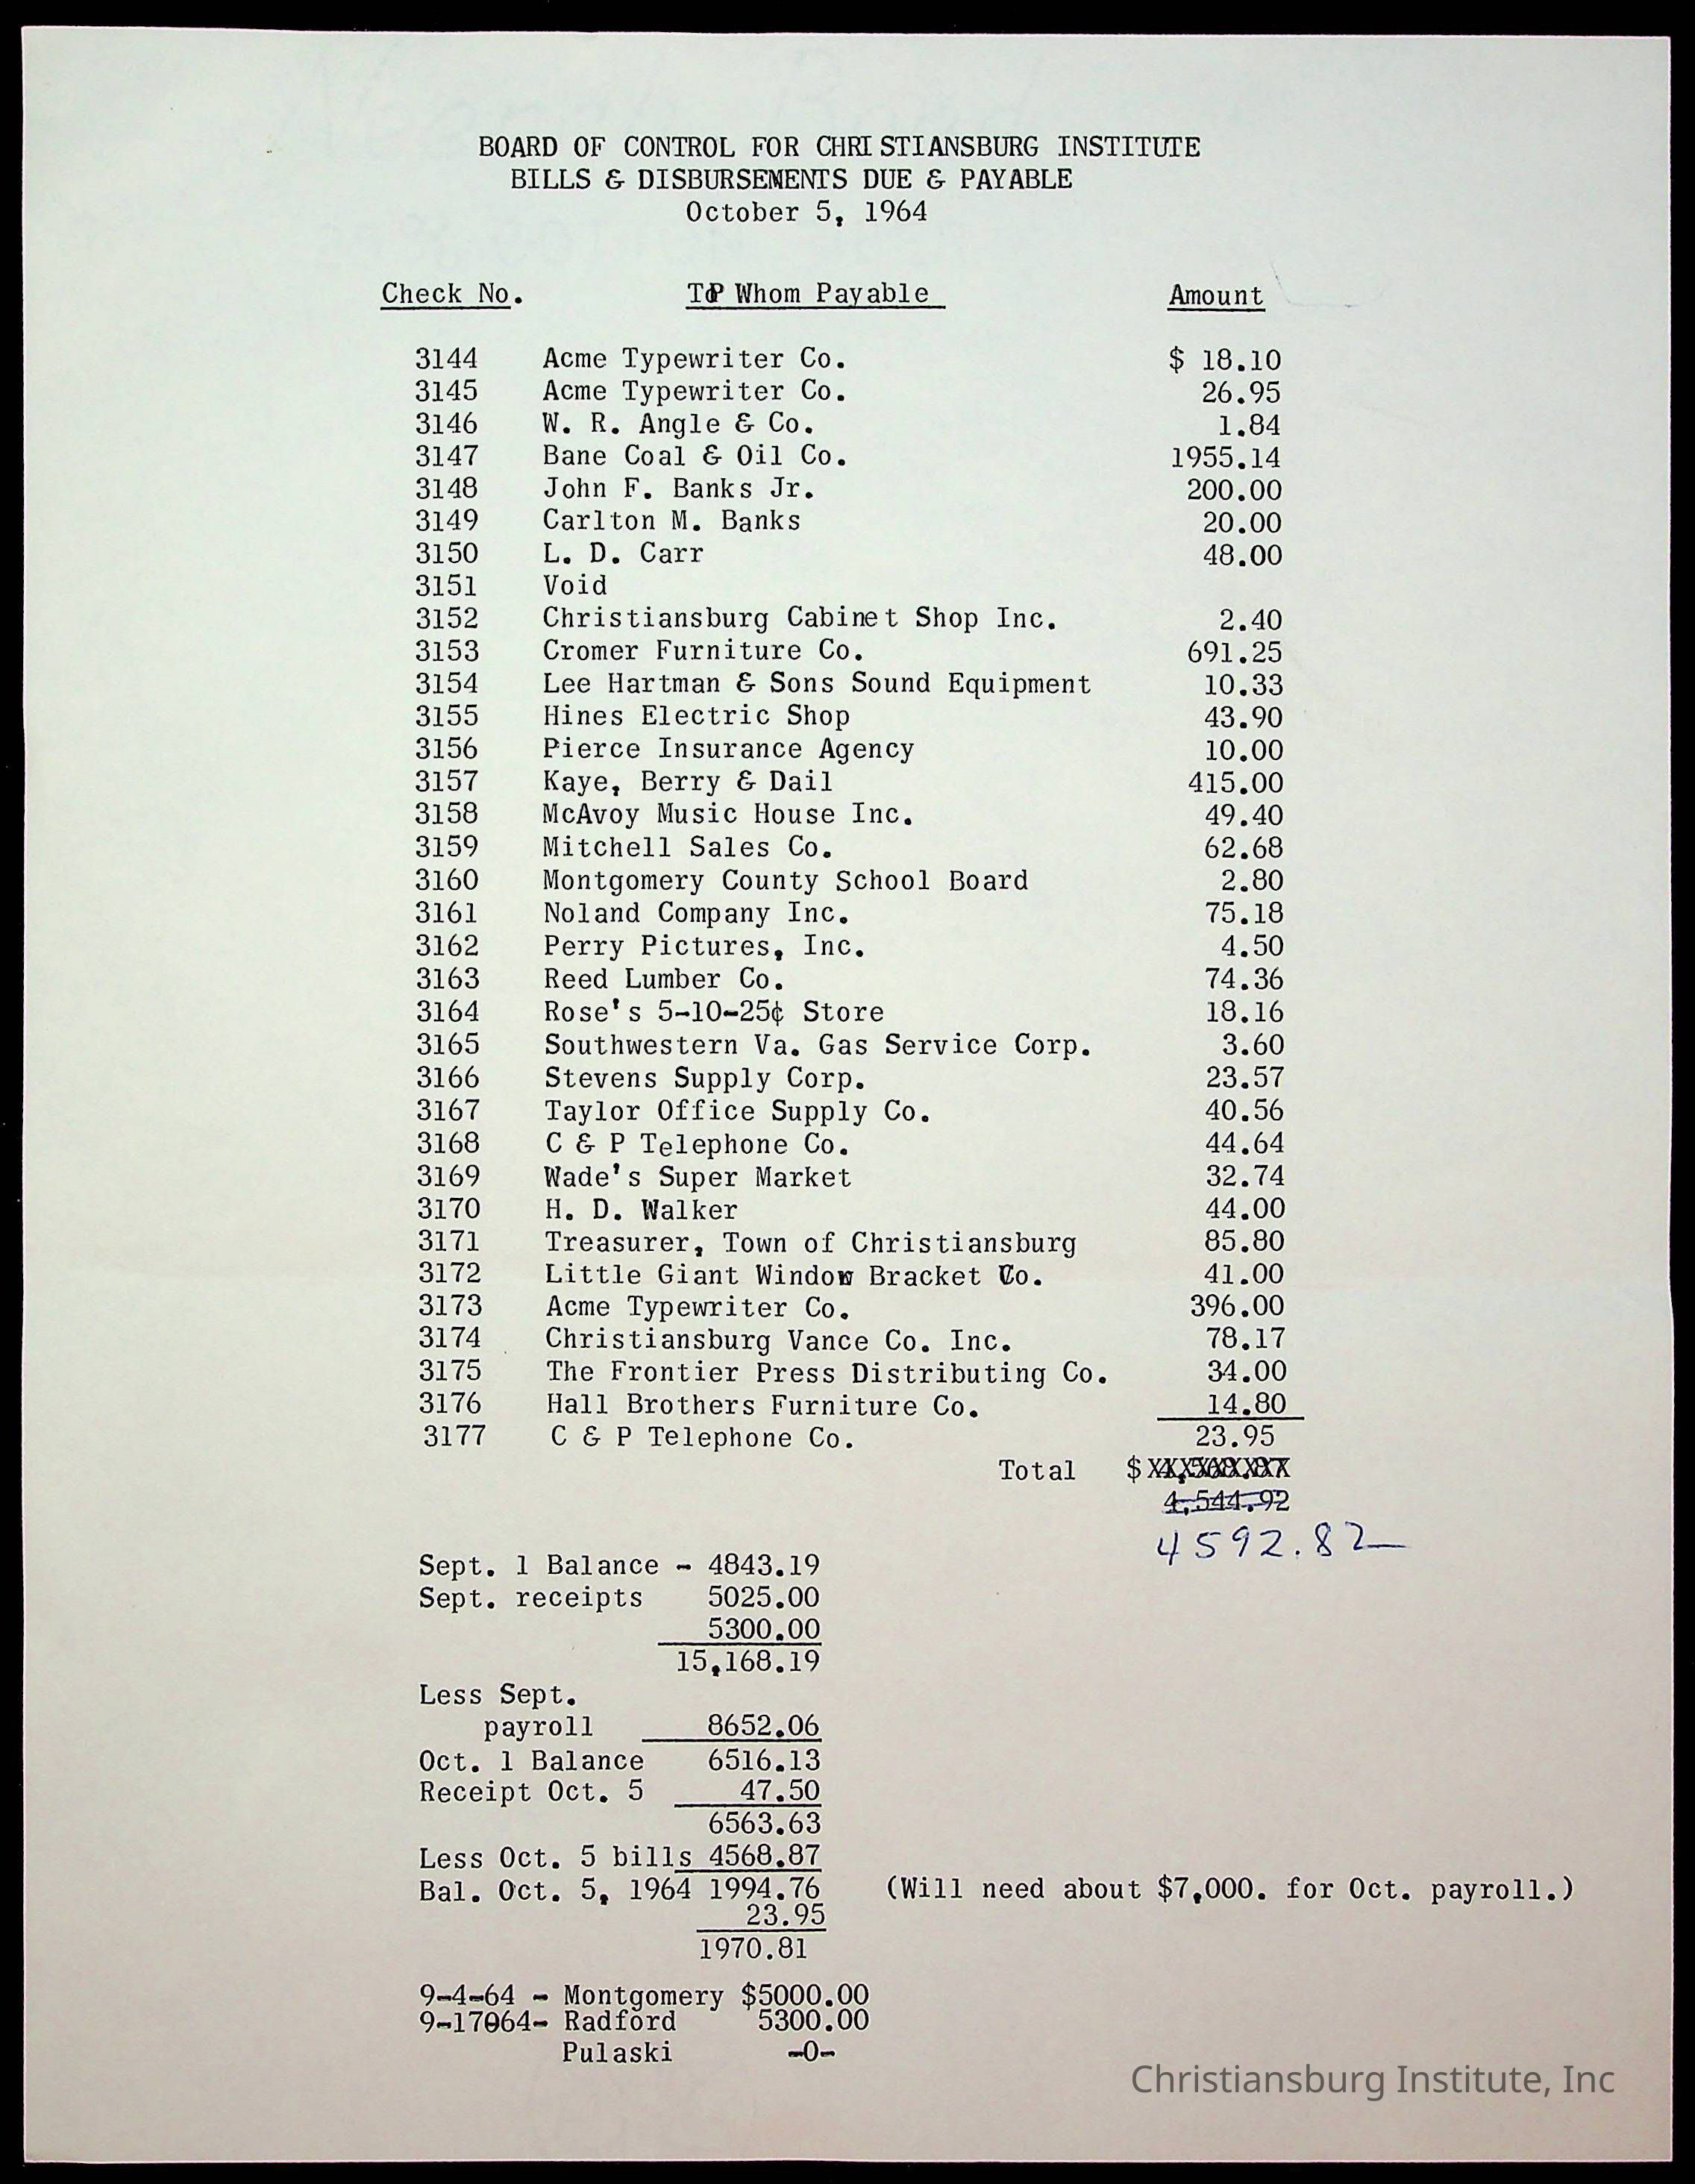 BOARD OF CONTROL FOR CHRISTIANSBURG INSTITUTE
BILLS & DISBURSEMENTS DUE & PAYABLE
October 5, 1964
Check No. To Whom Payable Amount
3144 Acme Typewriter Co. $ 18.10
3145 Acme Typewriter Co. 26.95
3146 W. R. Angle & Co. 1.84
3147 Bane Coal & Oil Co. 1955.14
3148 John F. Banks Jr. 200.00
3149 Carlton M. Banks 20.00
3150 L. D. Carr 48.00
3151 Void
3152 Christiansburg Cabinet Shop Inc. 2.40
3153 Cromer Furniture Co. 691.25
3154 Lee Hartman & Sons Sound Equipment 10.33
3155 Hines Electric Shop 43.90
3156 Pierce Insurance Agency 10.00
3157 Kaye, Berry & Dail 415.00
3158 McAvoy Music House Inc. 49.40
3159 Mitchell Sales Co. 62.68
3160 Montgomery County School Board 2.80
3161 Noland Company Inc. 75.18
3162 Perry Pictures, Inc. 4.50
3163 Reed Lumber Co. 74.36
3164 Rose's 5-10-25¢ Store 18.16
3165 Southwestern Va. Gas Service Corp. 3.60
3166 Stevens Supply Corp. 23.57
3167 Taylor Office Supply Co. 40.56
3168 C & P Telephone Co. 44.64
3169 Wade's Super Market 32.74
3170 H. D. Walker 44.00
3171 Treasurer, Town of Christiansburg 85.80
3172 Little Giant Window Bracket Co. 41.00
3173 Acme Typewriter Co. 396.00
3174 Christiansburg Vance Co. Inc. 78.17
3175 The Frontier Press Distributing Co. 34.00
3176 Hall Brothers Furniture Co. 14.80
3177 C & P Telephone Co. 23.95
Total $
4,544.92
4592.82
Sept. 1 Balance - 4843.19
Sept. receipts 5025.00
5300.00
15,168.19
Less Sept.
payroll 8652.06
Oct. 1 Balance 6516.13
Receipt Oct. 5 47.50
6563.63
Less Oct. 5 bills 4568.87
Bal. Oct. 5, 1964 1994.76 (Will need about $7,000. for Oct. payroll.)
23.95
1970.81
9-4-64 - Montgomery $5000.00
9-17-64- Radford 5300.00
Pulaski -0-
Christiansburg Institute, Inc